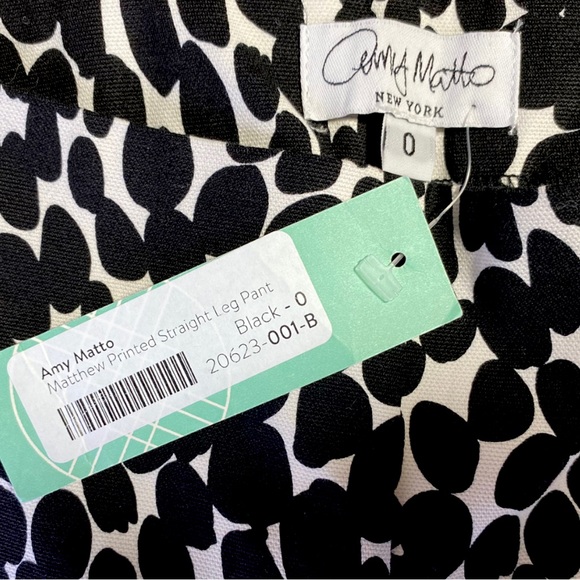 Amy Matto
NEW YORK
0
Amy Matto
Matthew Printed Straight Leg Pant
Black - 0
20623-001-B